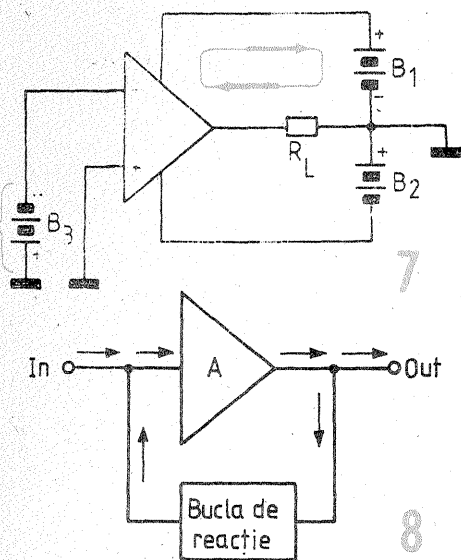 +
B1
-
-
+
RL
+
B2
B3
+
7
In
A
Out
Bucla de
reacție
8